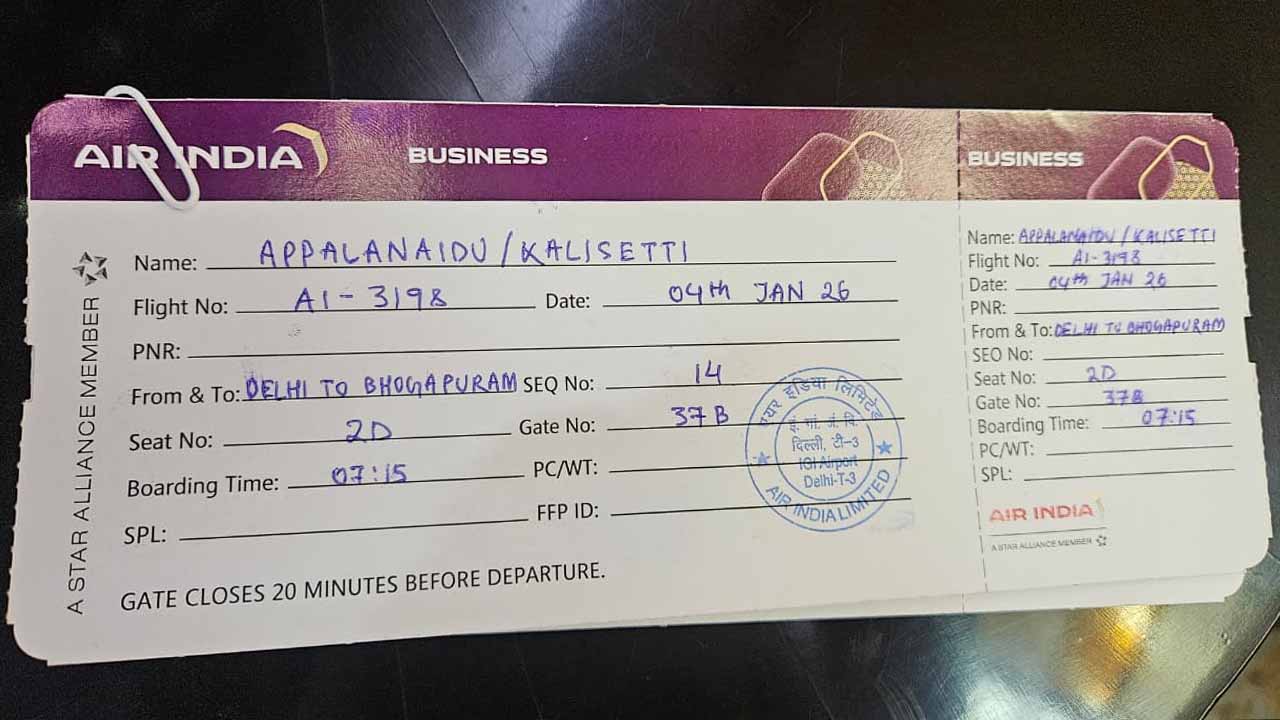 AIR INDIA BUSINESS
Name: APPALANAIDU / KALISETTI
Flight No: AI - 3198 Date: 04th JAN 26
PNR:
From & To: DELHI TO BHOGAPURAM SEQ No: 14
Seat No: 2D Gate No: 37B
Boarding Time: 07:15 PC/WT:
SPL: FFP ID:
GATE CLOSES 20 MINUTES BEFORE DEPARTURE.
A STAR ALLIANCE MEMBER
एयर इंडिया लिमिटेड
इं. गां. अं. वि.
दिल्ली, टी-3
IGI Airport
Delhi-T-3
AIR INDIA LIMITED
BUSINESS
Name: APPALANAIDU / KALISETTI
Flight No: AI-3198
Date: 04th JAN 26
PNR:
From & To: DELHI TO BHOGAPURAM
SEQ No:
Seat No: 2D
Gate No: 37B
Boarding Time: 07:15
PC/WT:
SPL:
AIR INDIA
A STAR ALLIANCE MEMBER